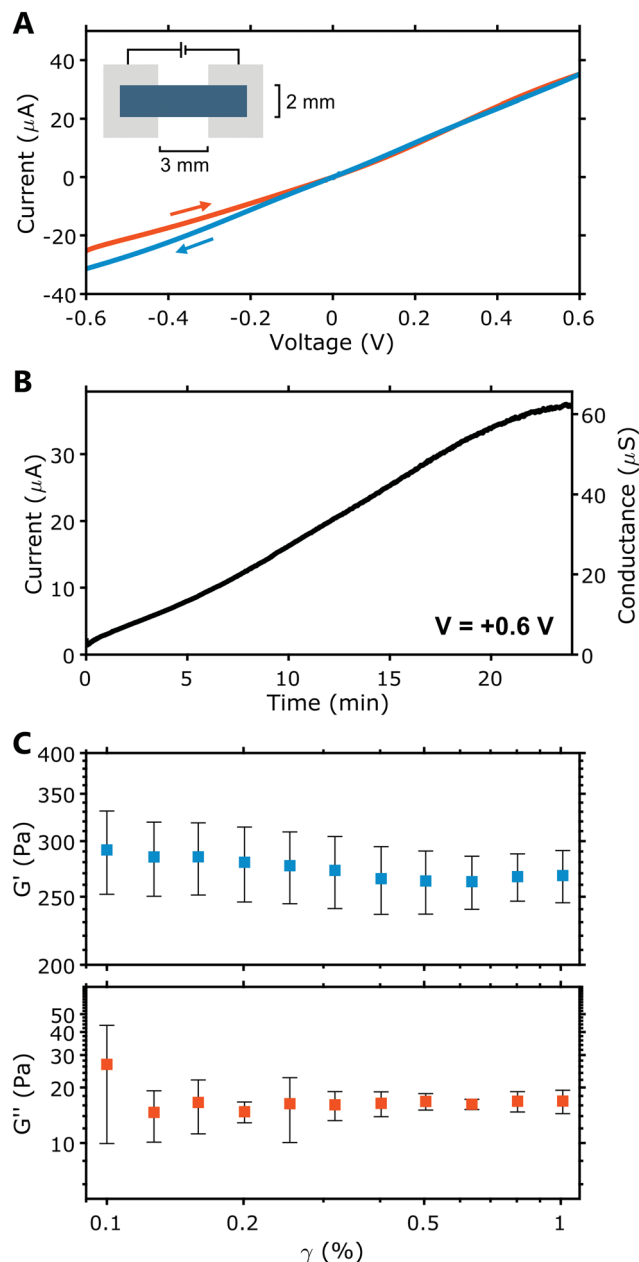 A
Current (μA)
40
20
0
-20
-40
2 mm
3 mm
-0.6 -0.4 -0.2 0 0.2 0.4 0.6
Voltage (V)
B
Current (μA)
30
20
10
0
Conductance (μS)
60
40
20
0
V = +0.6 V
0 5 10 15 20
Time (min)
C
G' (Pa)
400
350
300
250
200
G'' (Pa)
50
40
30
20
10
0.1 0.2 0.5 1
γ (%)